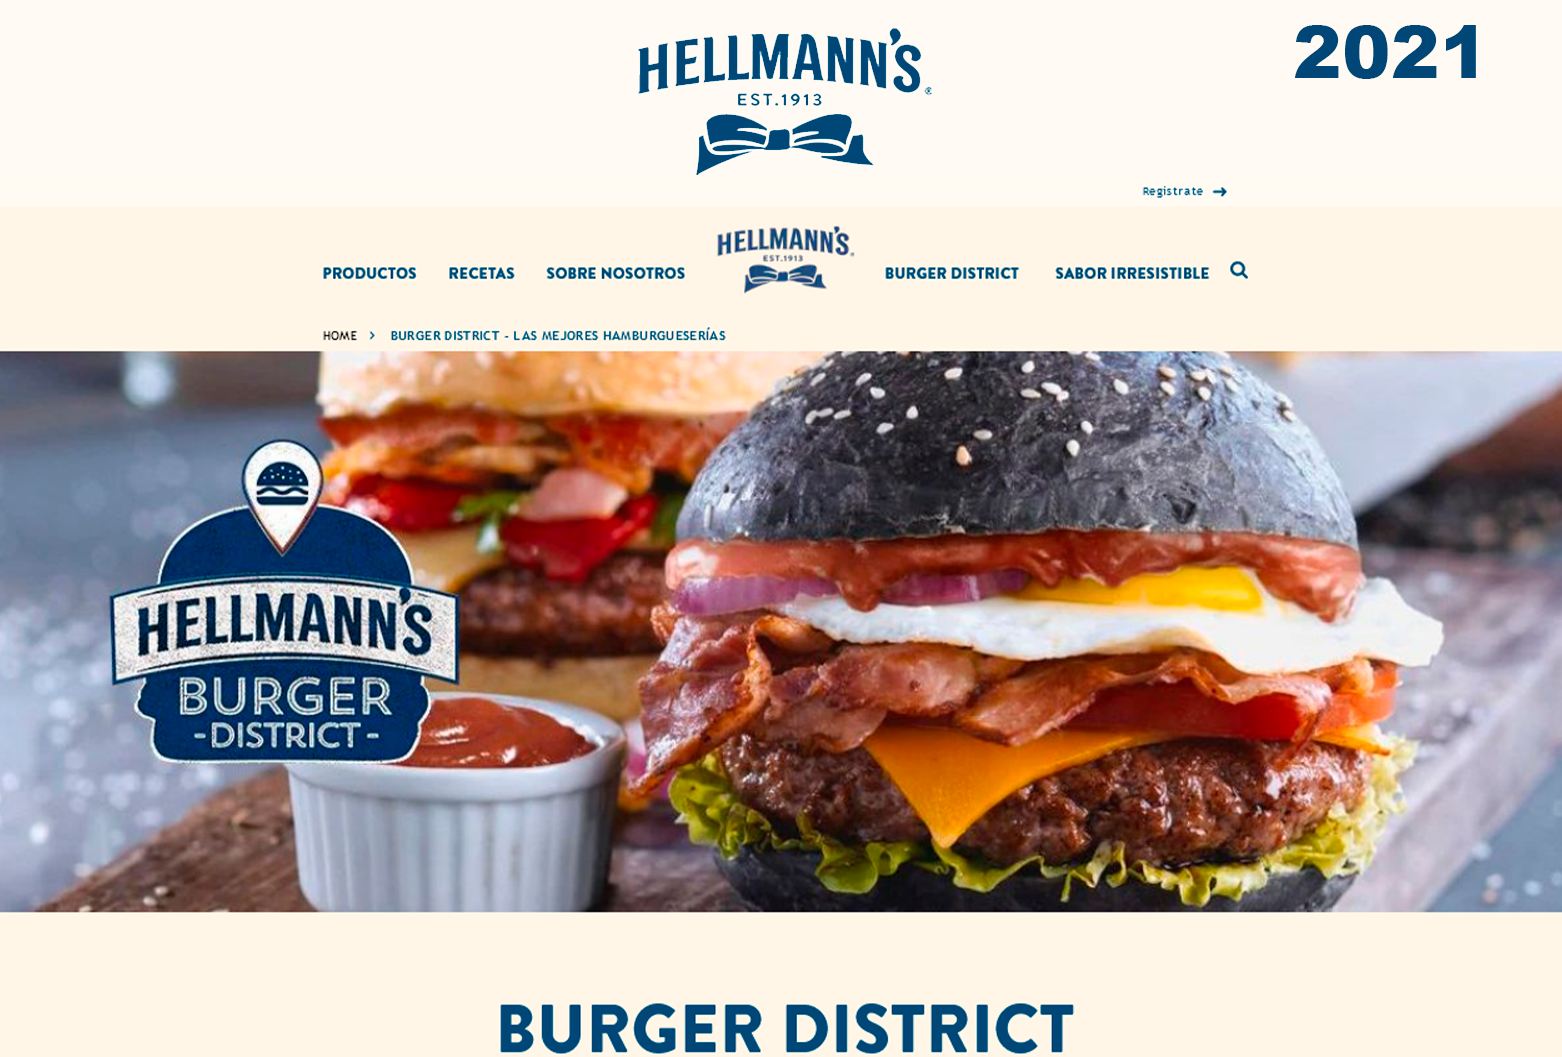 HELLMANN'S
EST.1913
2021
Registrate
PRODUCTOS RECETAS SOBRE NOSOTROS HELLMANN'S EST.1913 BURGER DISTRICT SABOR IRRESISTIBLE
HOME > BURGER DISTRICT - LAS MEJORES HAMBURGUESERÍAS
HELLMANN'S
BURGER
-DISTRICT-
BURGER DISTRICT